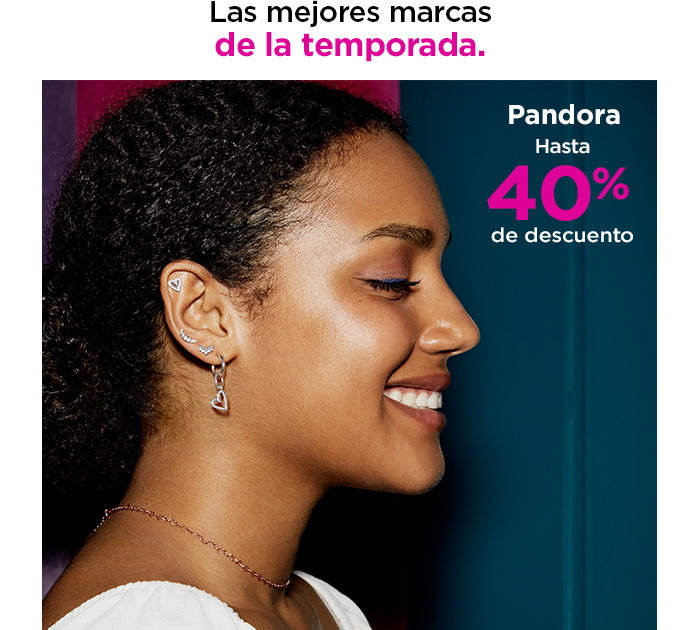 Las mejores marcas
de la temporada.
Pandora
Hasta
40%
de descuento